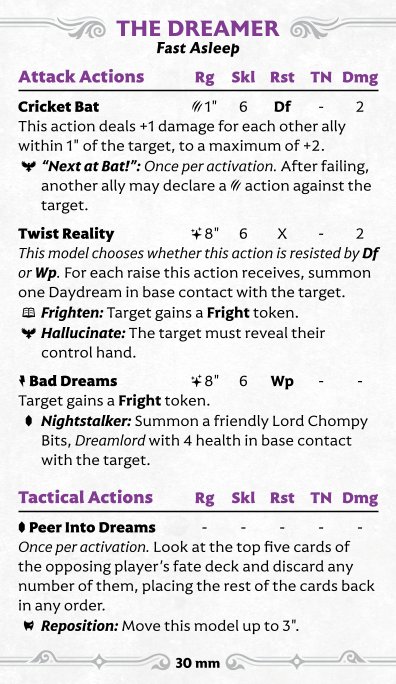 THE DREAMER
Fast Asleep
Attack Actions Rg Skl Rst TN Dmg
Cricket Bat 1" 6 Df - 2
This action deals +1 damage for each other ally
within 1" of the target, to a maximum of +2.
“Next at Bat!”: Once per activation. After failing,
another ally may declare a action against the
target.
Twist Reality 8" 6 X - 2
This model chooses whether this action is resisted by Df
or Wp. For each raise this action receives, summon
one Daydream in base contact with the target.
Frighten: Target gains a Fright token.
Hallucinate: The target must reveal their
control hand.
Bad Dreams 8" 6 Wp - -
Target gains a Fright token.
Nightstalker: Summon a friendly Lord Chompy
Bits, Dreamlord with 4 health in base contact
with the target.
Tactical Actions Rg Skl Rst TN Dmg
Peer Into Dreams - - - - -
Once per activation. Look at the top five cards of
the opposing player’s fate deck and discard any
number of them, placing the rest of the cards back
in any order.
Reposition: Move this model up to 3".
30 mm